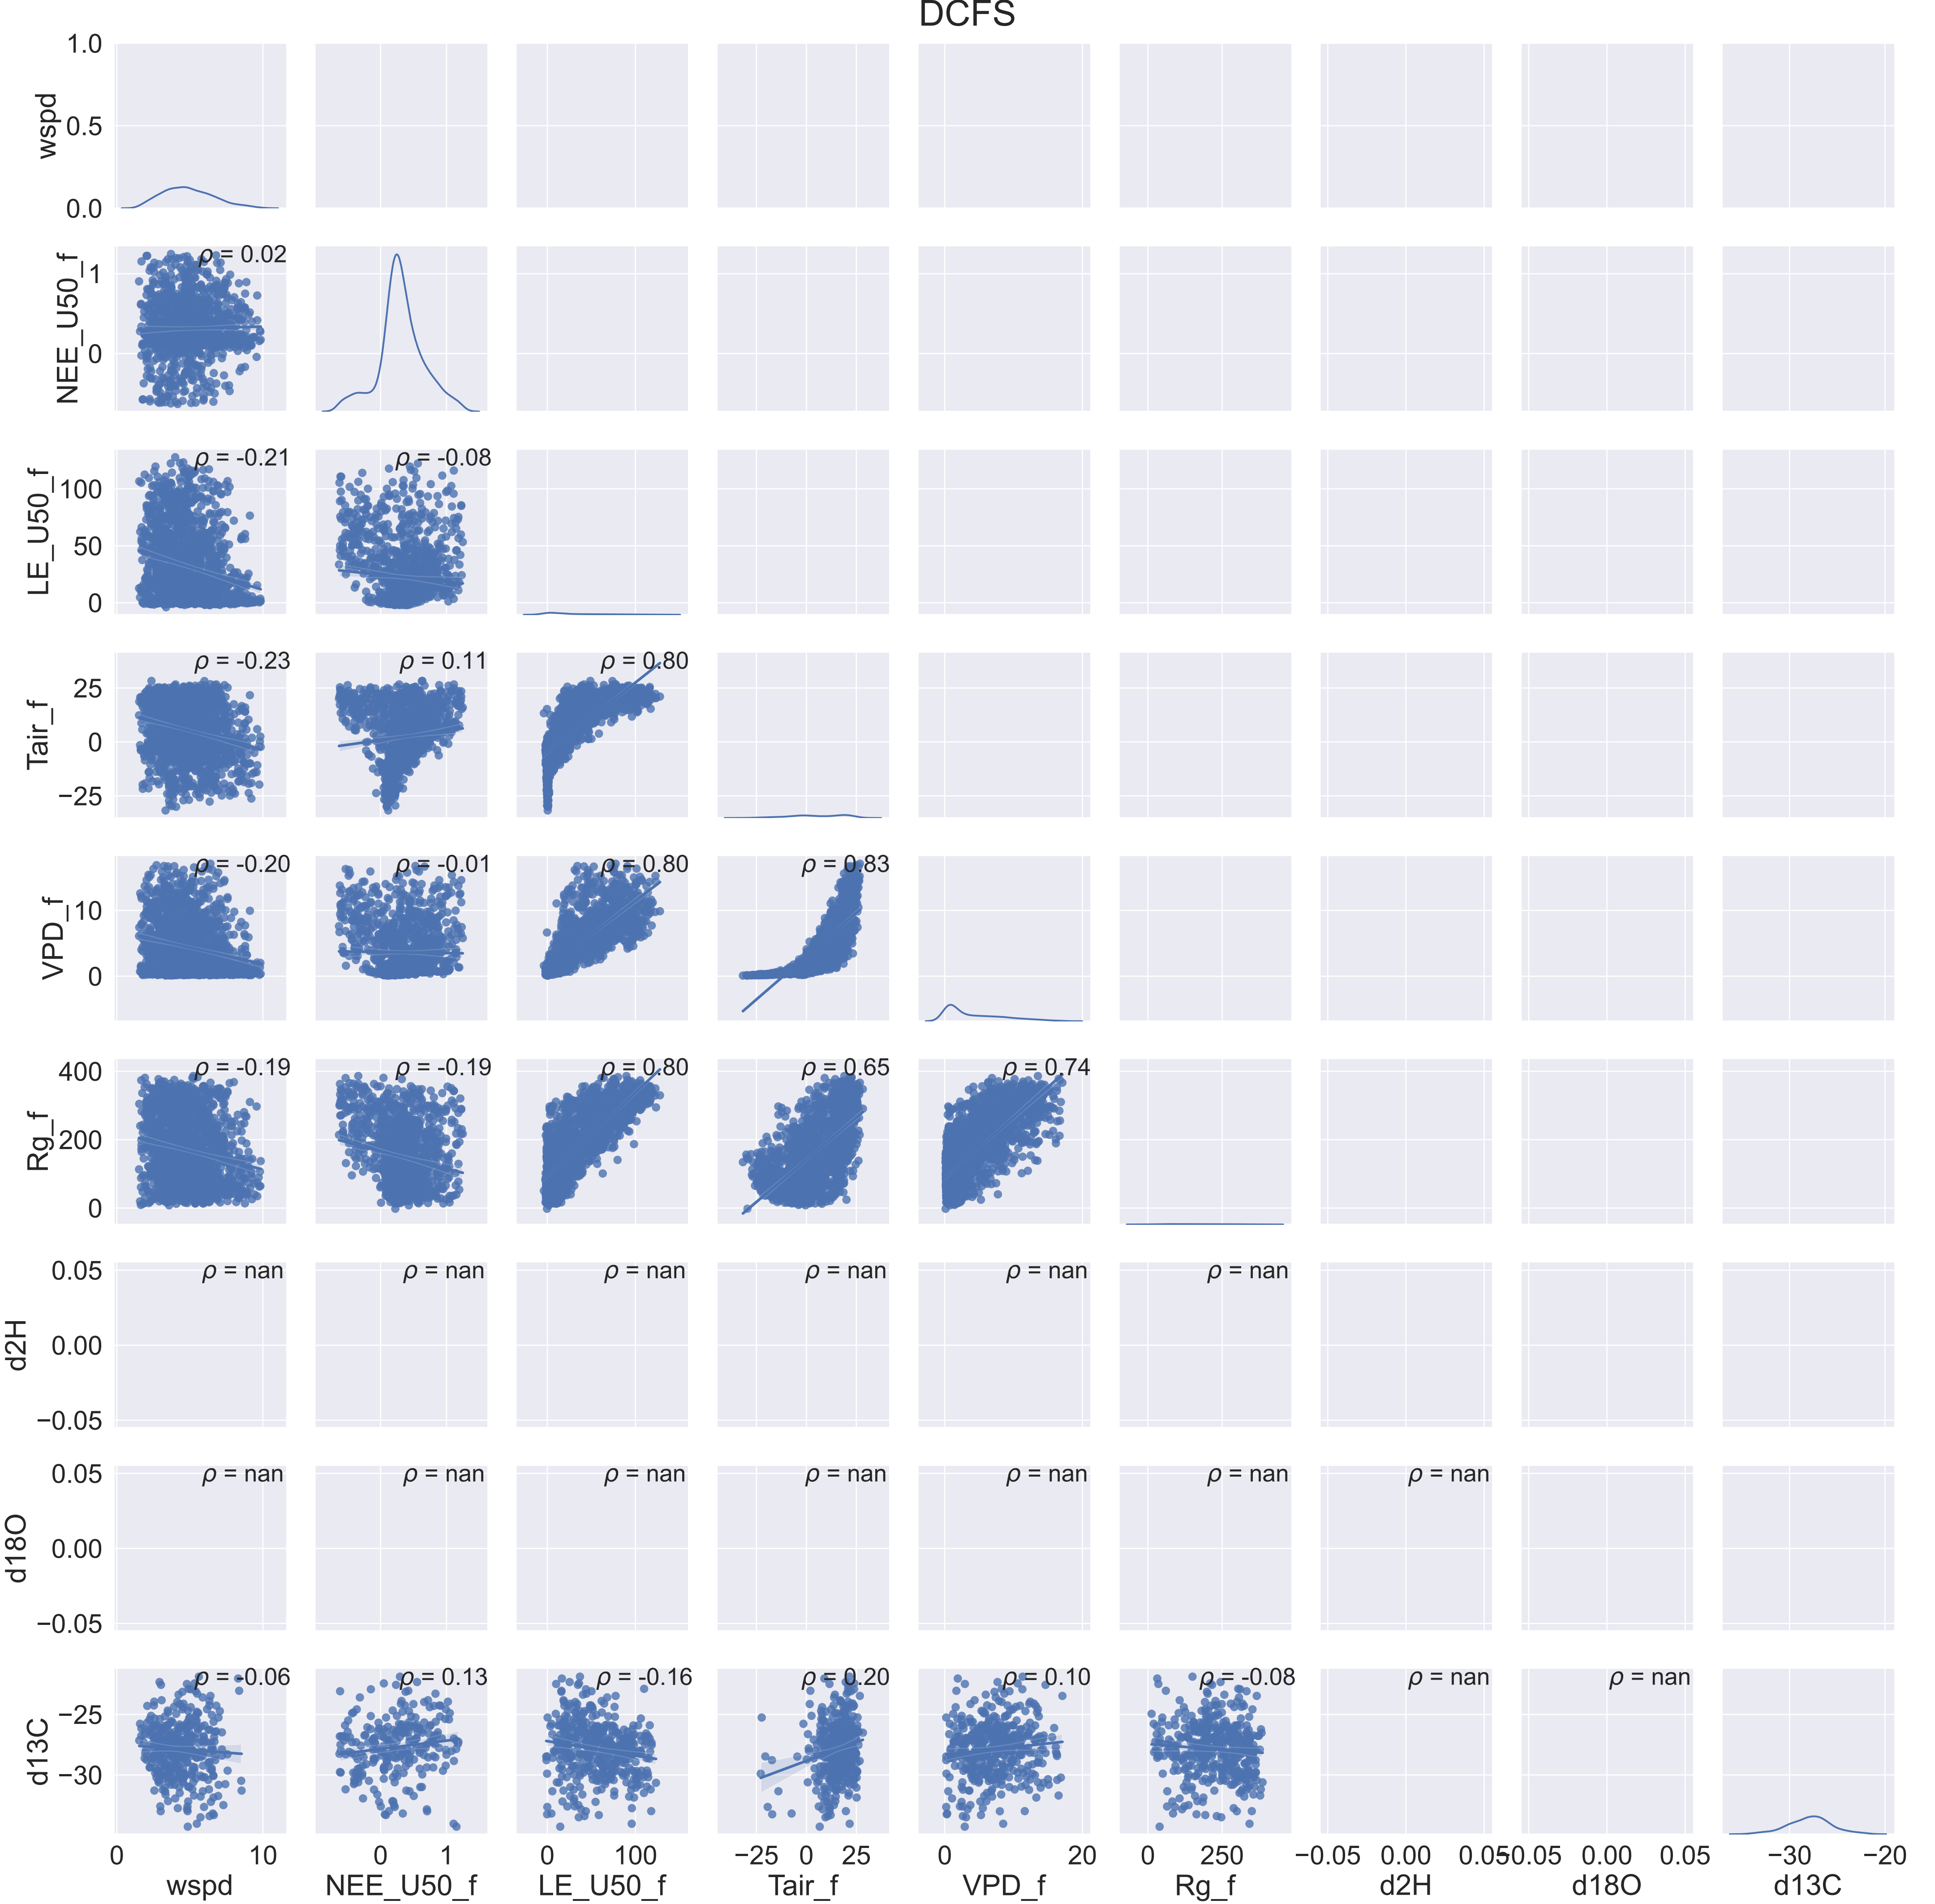 DCFS
1.0
wspd
0.5
0.0
ρ = 0.02
1
NEE_U50_f
0
ρ = -0.21
ρ = -0.08
100
LE_U50_f
50
0
ρ = -0.23
ρ = 0.11
ρ = 0.80
25
Tair_f
0
−25
ρ = -0.20
ρ = -0.01
ρ = 0.80
ρ = 0.83
VPD_f
10
0
ρ = -0.19
ρ = -0.19
ρ = 0.80
ρ = 0.65
ρ = 0.74
400
Rg_f
200
0
ρ = nan
ρ = nan
ρ = nan
ρ = nan
ρ = nan
ρ = nan
0.05
d2H
0.00
−0.05
ρ = nan
ρ = nan
ρ = nan
ρ = nan
ρ = nan
ρ = nan
ρ = nan
0.05
d18O
0.00
−0.05
ρ = -0.06
ρ = 0.13
ρ = -0.16
ρ = 0.20
ρ = 0.10
ρ = -0.08
ρ = nan
ρ = nan
−25
d13C
−30
0 10 0 1 0 100 −25 0 25 0 20 0 250 −0.05 0.00 0.05 −0.05 0.00 0.05 −30 −20
wspd NEE_U50_f LE_U50_f Tair_f VPD_f Rg_f d2H d18O d13C